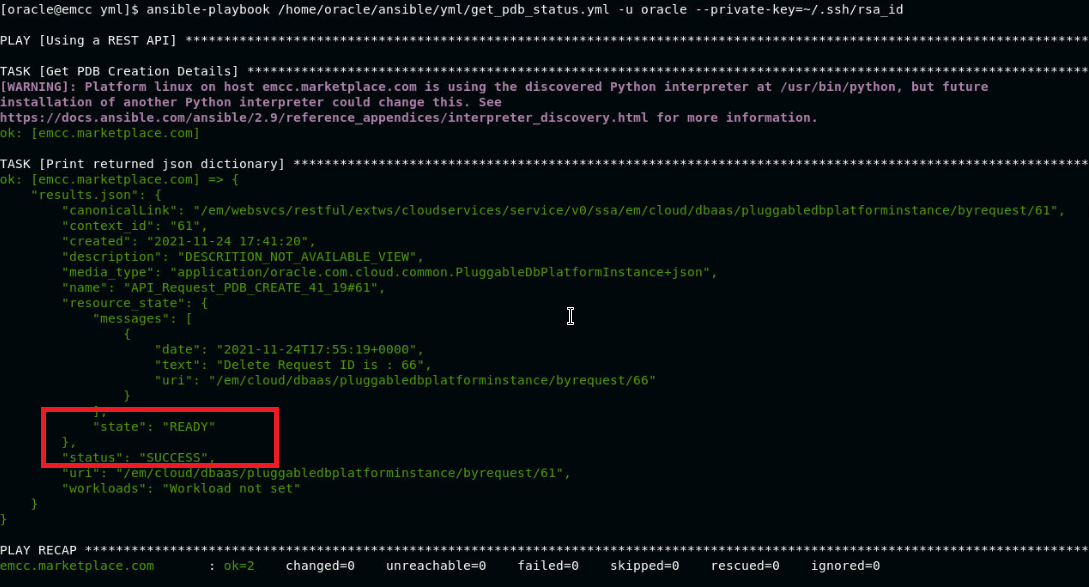 [oracle@emcc yml]$ ansible-playbook /home/oracle/ansible/yml/get_pdb_status.yml -u oracle --private-key=~/.ssh/rsa_id
PLAY [Using a REST API] *********************************************************************************************************************
TASK [Get PDB Creation Details] *************************************************************************************************************
[WARNING]: Platform linux on host emcc.marketplace.com is using the discovered Python interpreter at /usr/bin/python, but future
installation of another Python interpreter could change this. See
https://docs.ansible.com/ansible/2.9/reference_appendices/interpreter_discovery.html for more information.
ok: [emcc.marketplace.com]
TASK [Print returned json dictionary] *******************************************************************************************************
ok: [emcc.marketplace.com] => {
    "results.json": {
        "canonicalLink": "/em/websvcs/restful/extws/cloudservices/service/v0/ssa/em/cloud/dbaas/pluggabledbplatforminstance/byrequest/61",
        "context_id": "61",
        "created": "2021-11-24 17:41:20",
        "description": "DESCRITION_NOT_AVAILABLE_VIEW",
        "media_type": "application/oracle.com.cloud.common.PluggableDbPlatformInstance+json",
        "name": "API_Request_PDB_CREATE_41_19#61",
        "resource_state": {
            "messages": [
                {
                    "date": "2021-11-24T17:55:19+0000",
                    "text": "Delete Request ID is : 66",
                    "uri": "/em/cloud/dbaas/pluggabledbplatforminstance/byrequest/66"
                }
            ],
            "state": "READY"
        },
        "status": "SUCCESS",
        "uri": "/em/cloud/dbaas/pluggabledbplatforminstance/byrequest/61",
        "workloads": "Workload not set"
    }
}
PLAY RECAP **********************************************************************************************************************************
emcc.marketplace.com       : ok=2    changed=0    unreachable=0    failed=0    skipped=0    rescued=0    ignored=0